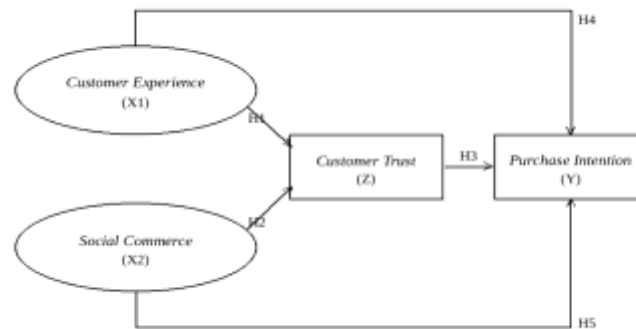 H4
Customer Experience
(X1)
H1
Customer Trust
(Z)
H3
Purchase Intention
(Y)
H2
Social Commerce
(X2)
H5